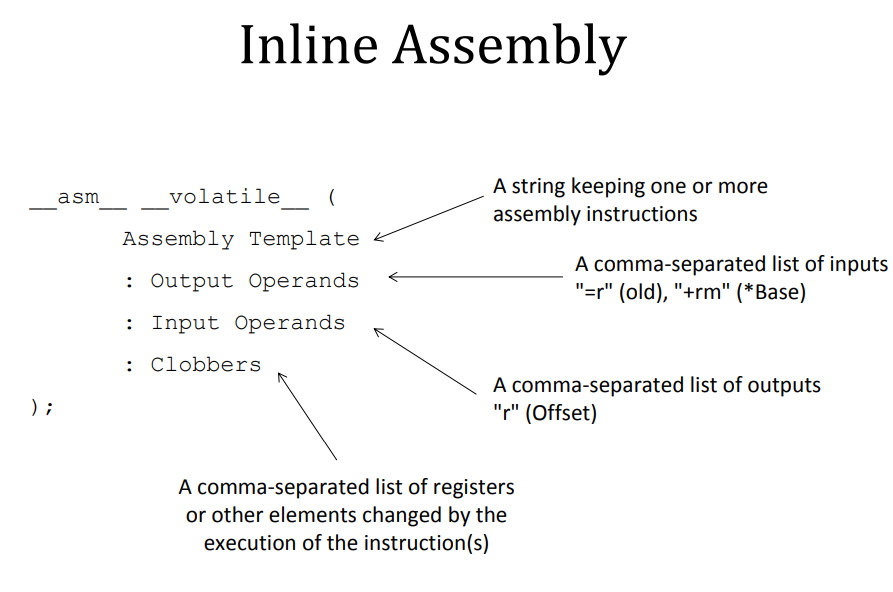 Inline Assembly
__asm__ __volatile__ (
A string keeping one or more
assembly instructions
Assembly Template
: Output Operands
A comma-separated list of inputs
"=r" (old), "+rm" (*Base)
: Input Operands
A comma-separated list of outputs
"r" (Offset)
: Clobbers
);
A comma-separated list of registers
or other elements changed by the
execution of the instruction(s)